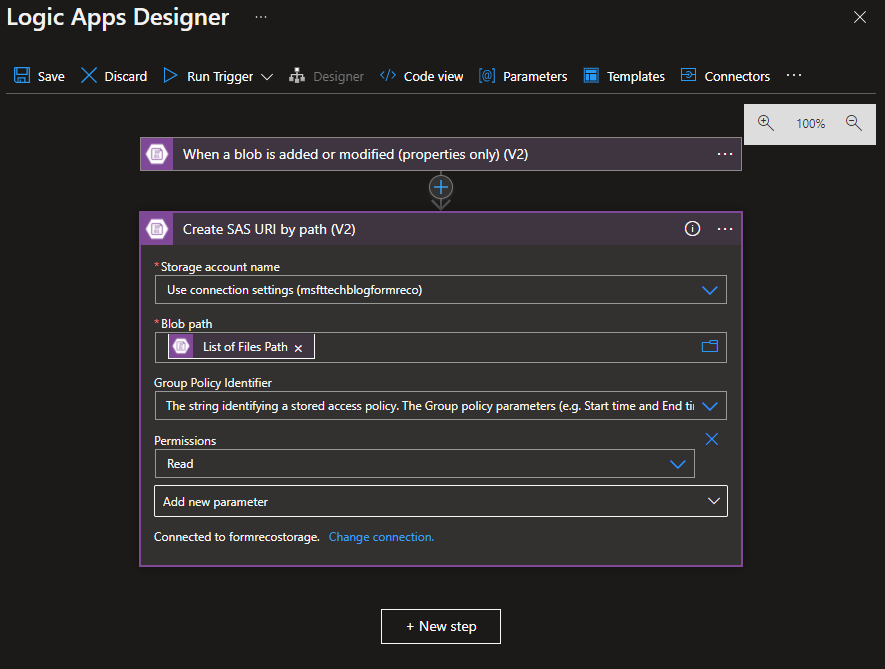 Logic Apps Designer ...
Save Discard Run Trigger Designer Code view Parameters Templates Connectors ...
100%
When a blob is added or modified (properties only) (V2) ...
Create SAS URI by path (V2) ...
*Storage account name
Use connection settings (msfttechblogformreco)
*Blob path
List of Files Path ×
Group Policy Identifier
The string identifying a stored access policy. The Group policy parameters (e.g. Start time and End
Permissions
Read
Add new parameter
Connected to formrecostorage. Change connection.
+ New step